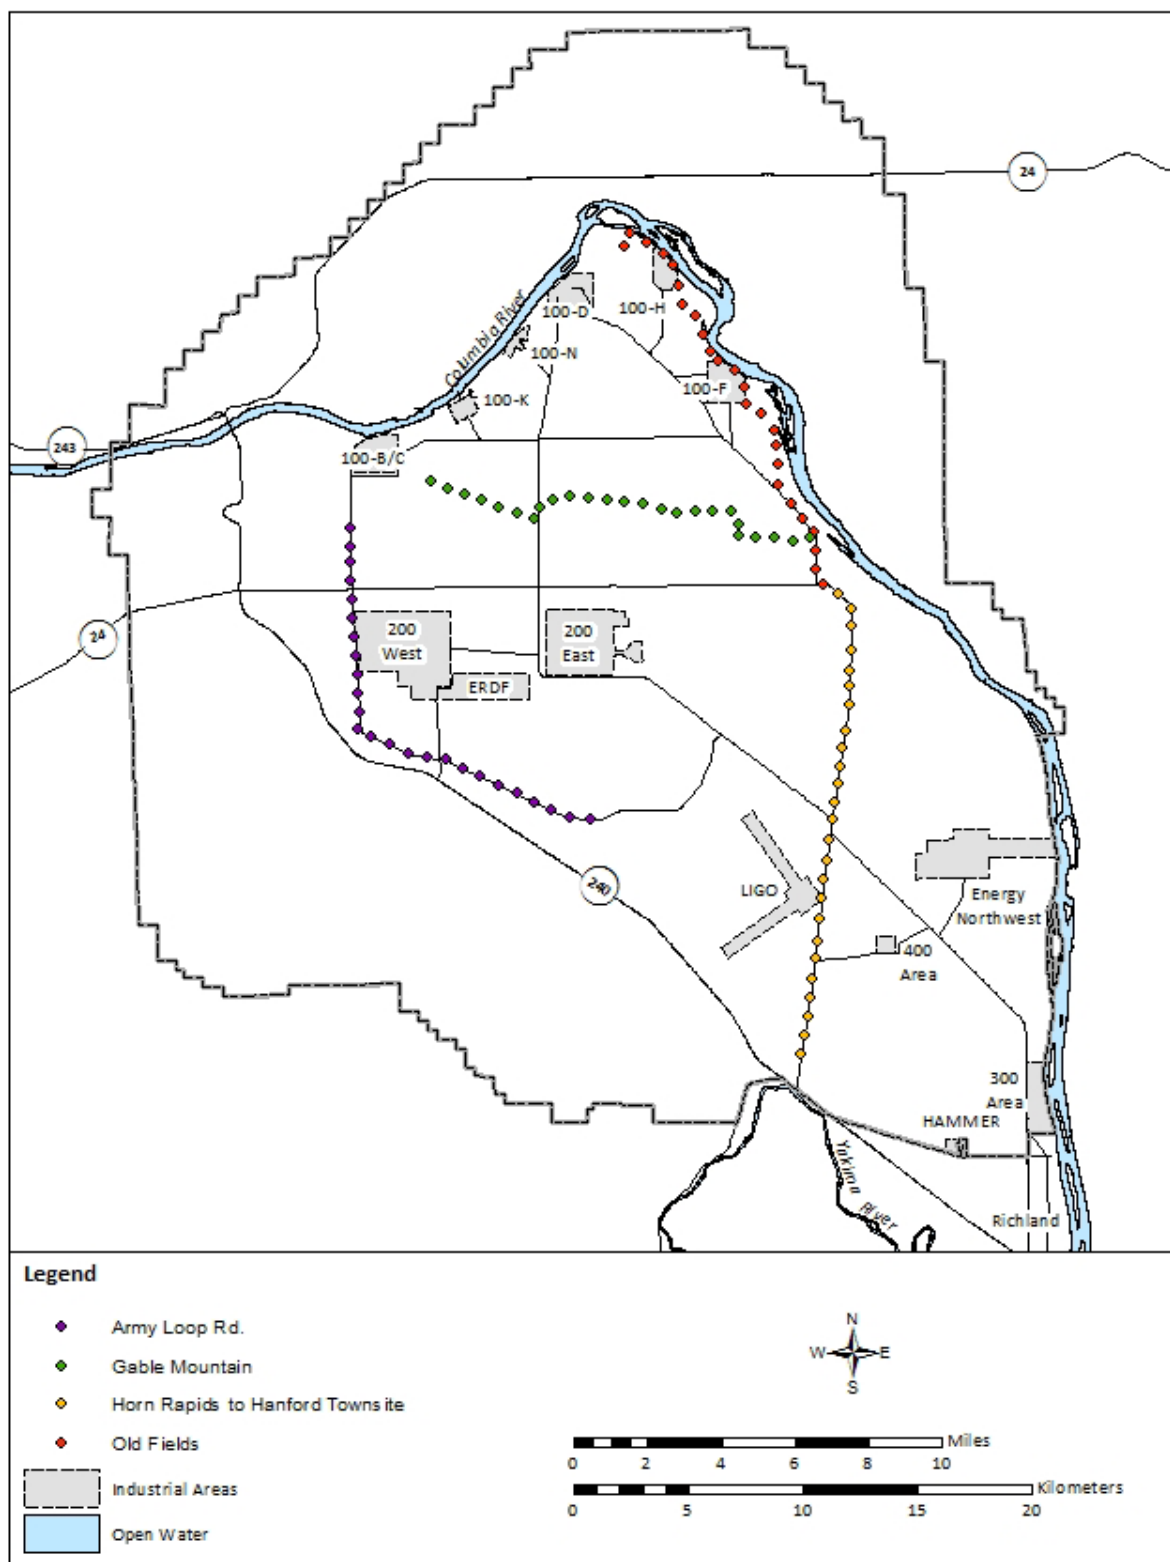 24
Columbia River
100-D
100-H
100-N
100-F
100-K
243
100-B/C
24
200
West
200
East
ERDF
LIGO
240
Energy
Northwest
400
Area
300
Area
HAMMER
Yakima
River
Richland
Legend
Army Loop Rd.
Gable Mountain
Horn Rapids to Hanford Townsite
Old Fields
Industrial Areas
Open Water
N
W E
S
Miles
0 2 4 6 8 10
Kilometers
0 5 10 15 20